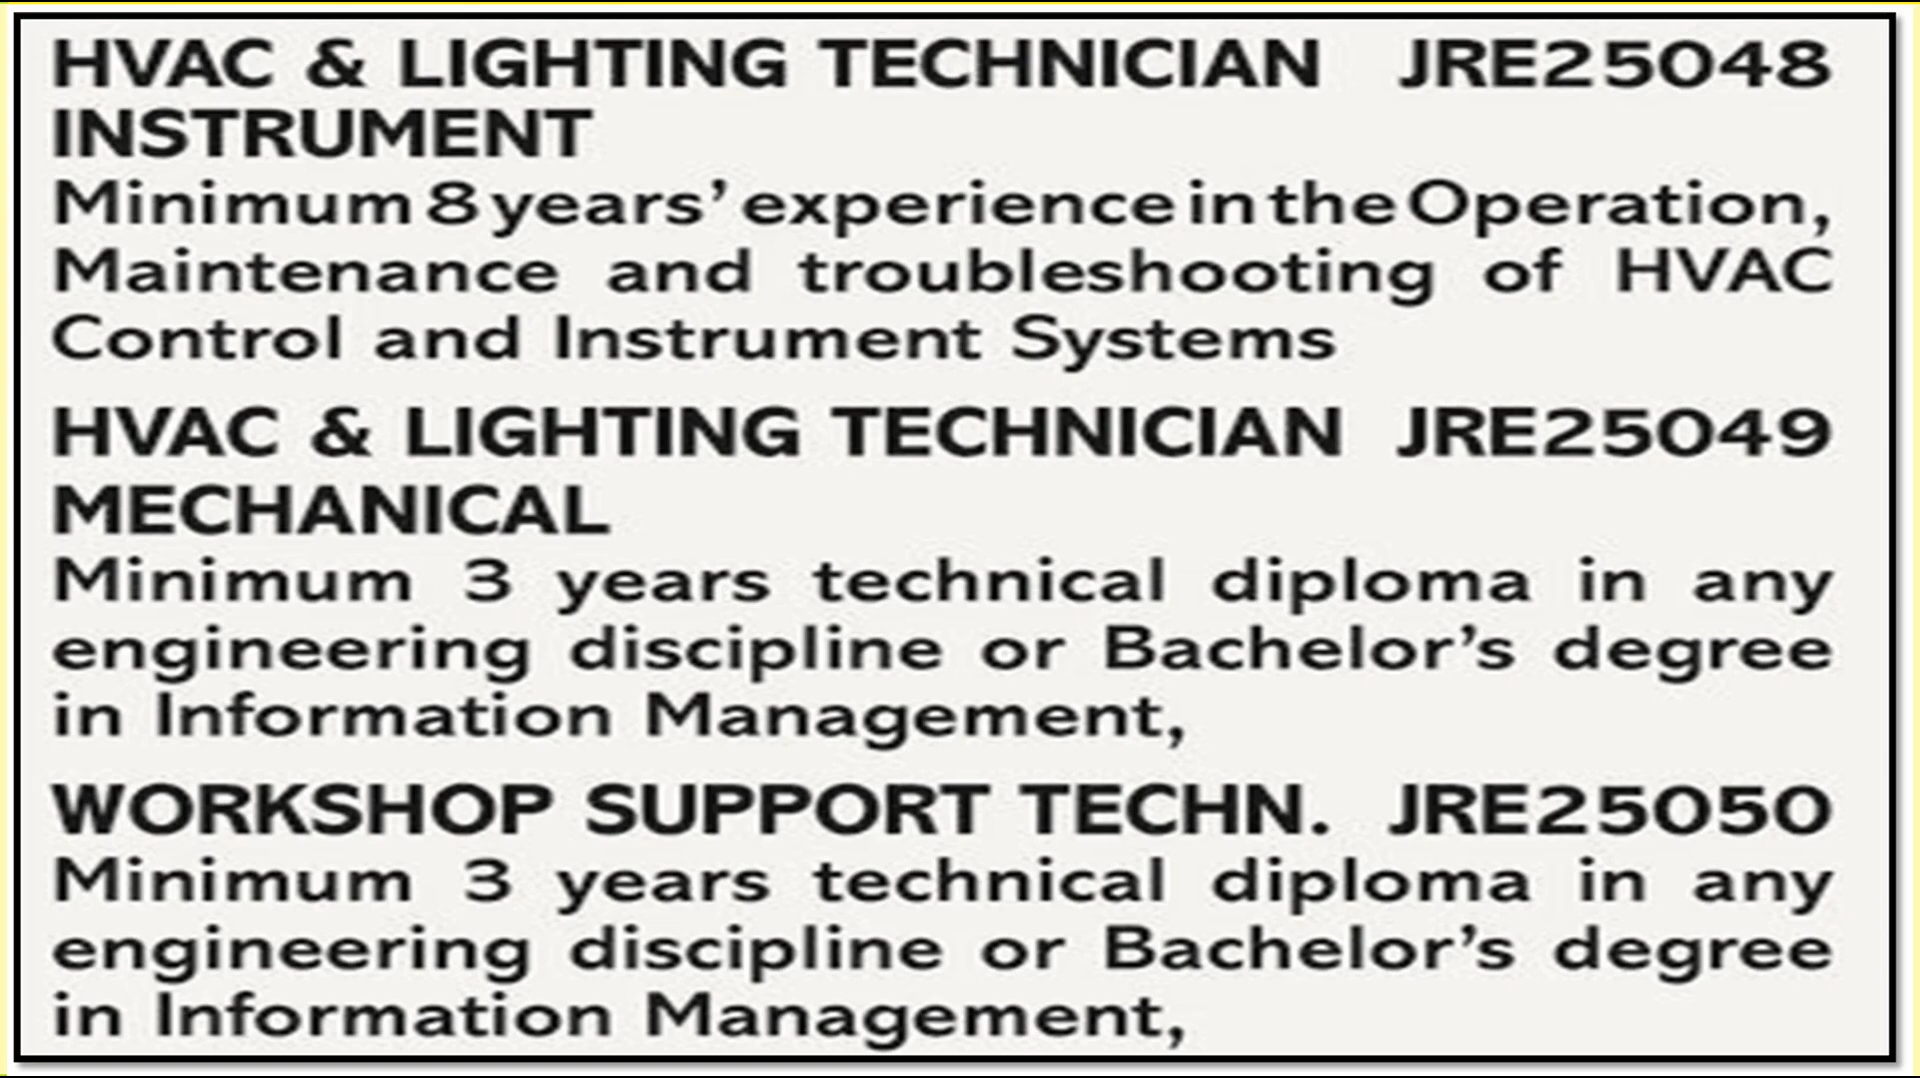 HVAC & LIGHTING TECHNICIAN JRE25048
INSTRUMENT
Minimum 8 years’ experience in the Operation,
Maintenance and troubleshooting of HVAC
Control and Instrument Systems
HVAC & LIGHTING TECHNICIAN JRE25049
MECHANICAL
Minimum 3 years technical diploma in any
engineering discipline or Bachelor’s degree
in Information Management,
WORKSHOP SUPPORT TECHN. JRE25050
Minimum 3 years technical diploma in any
engineering discipline or Bachelor’s degree
in Information Management,